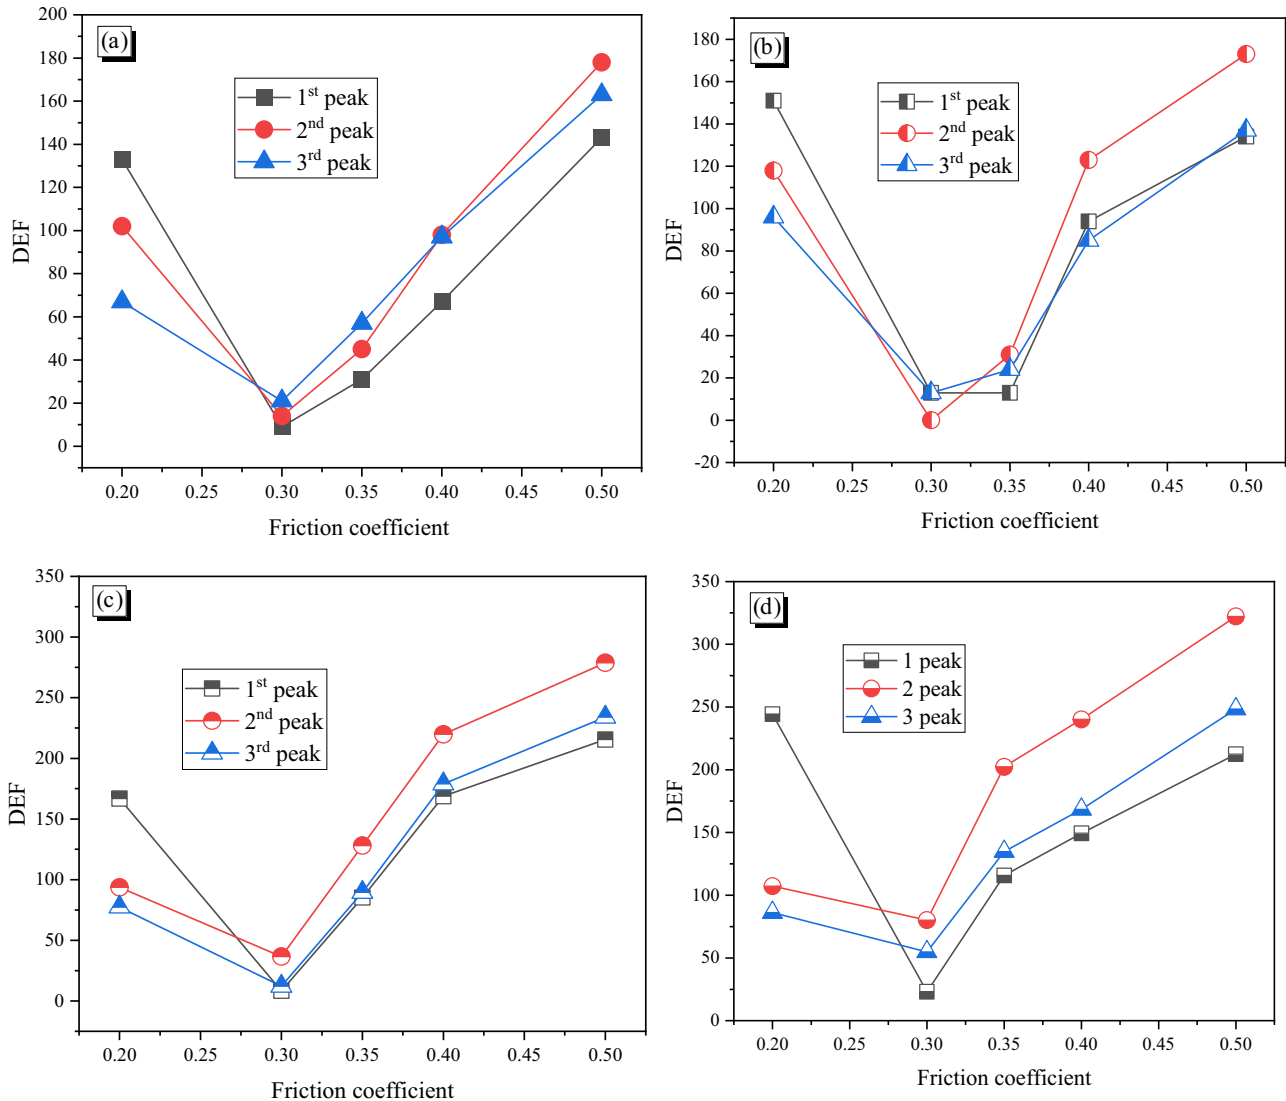 (a)
1st peak
2nd peak
3rd peak
DEF
200
180
160
140
120
100
80
60
40
20
0
0.20 0.25 0.30 0.35 0.40 0.45 0.50
Friction coefficient
(b)
1st peak
2nd peak
3rd peak
DEF
180
160
140
120
100
80
60
40
20
0
-20
0.20 0.25 0.30 0.35 0.40 0.45 0.50
Friction coefficient
(c)
1st peak
2nd peak
3rd peak
DEF
350
300
250
200
150
100
50
0
0.20 0.25 0.30 0.35 0.40 0.45 0.50
Friction coefficient
(d)
1 peak
2 peak
3 peak
DEF
350
300
250
200
150
100
50
0
0.20 0.25 0.30 0.35 0.40 0.45 0.50
Friction coefficient